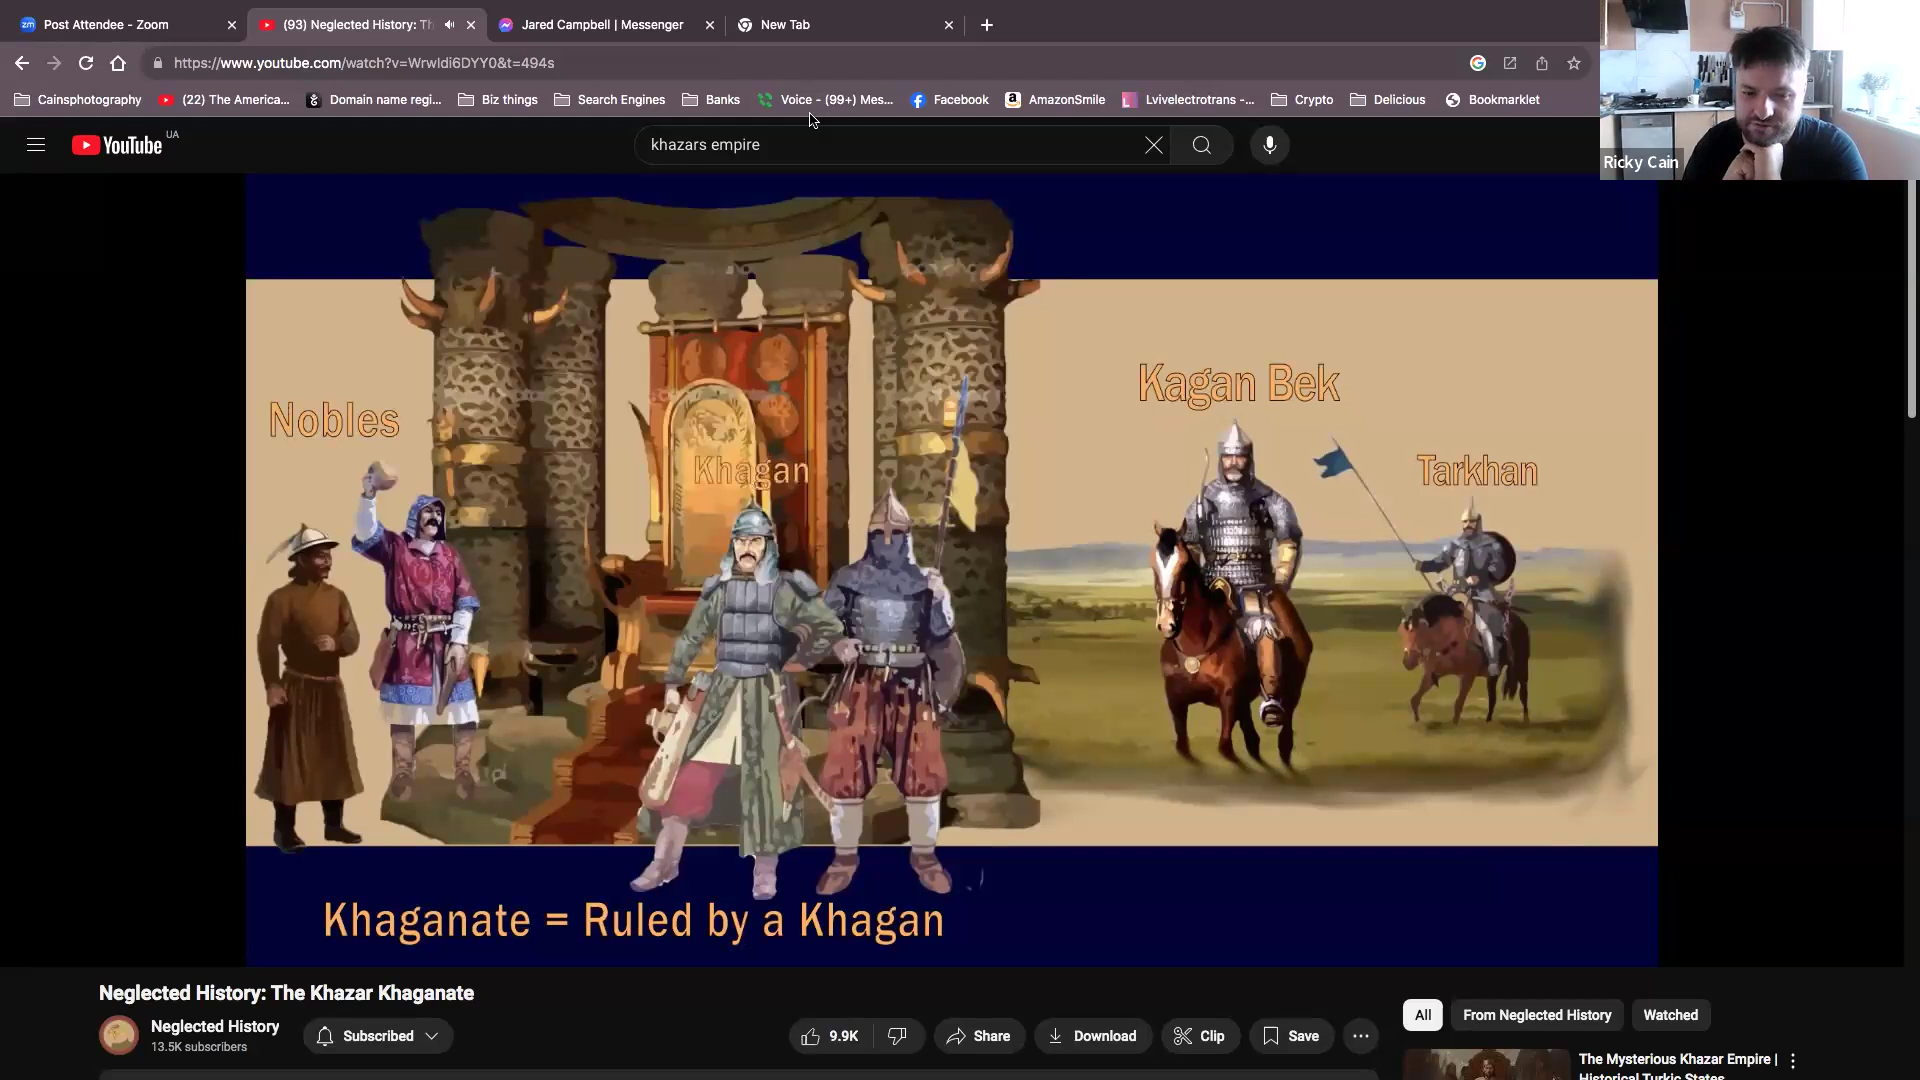 Post Attendee - Zoom
(93) Neglected History: Th
Jared Campbell | Messenger
New Tab
https://www.youtube.com/watch?v=Wrwldi6DYY0&t=494s
Cainsphotography
(22) The America...
Domain name regi...
Biz things
Search Engines
Banks
Voice - (99+) Mes...
Facebook
AmazonSmile
Lvivelectrotrans -...
Crypto
Delicious
Bookmarklet
YouTube UA
khazars empire
Ricky Cain
Nobles
Khagan
Kagan Bek
Tarkhan
Khaganate = Ruled by a Khagan
Neglected History: The Khazar Khaganate
Neglected History
13.5K subscribers
Subscribed
9.9K
Share
Download
Clip
Save
All
From Neglected History
Watched
The Mysterious Khazar Empire |
Historical Turkic States